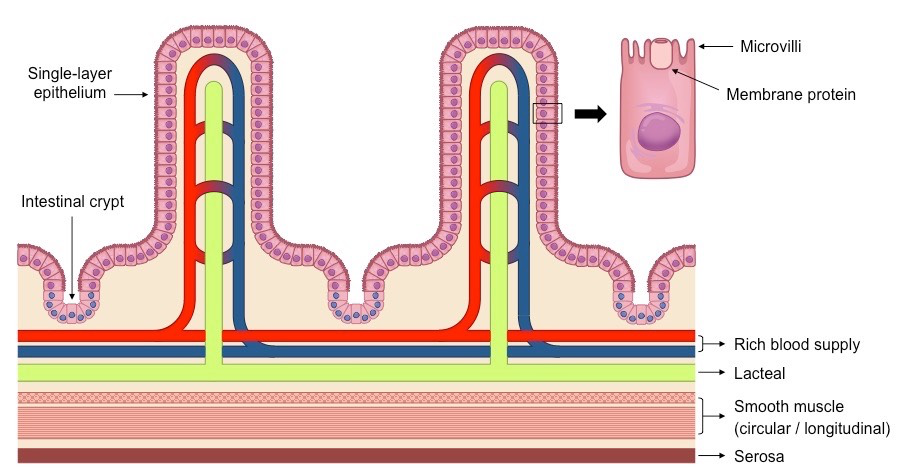 Microvilli
Single-layer
epithelium
Membrane protein
Intestinal crypt
Rich blood supply
Lacteal
Smooth muscle
(circular / longitudinal)
Serosa